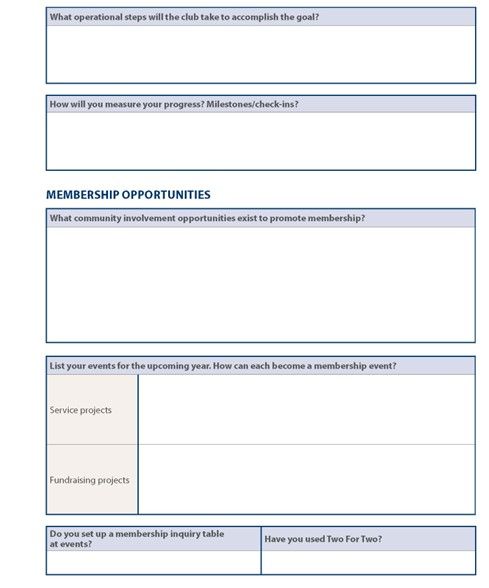 What operational steps will the club take to accomplish the goal?
How will you measure your progress? Milestones/check-ins?
MEMBERSHIP OPPORTUNITIES
What community involvement opportunities exist to promote membership?
List your events for the upcoming year. How can each become a membership event?
Service projects
Fundraising projects
Do you set up a membership inquiry table
at events?
Have you used Two For Two?